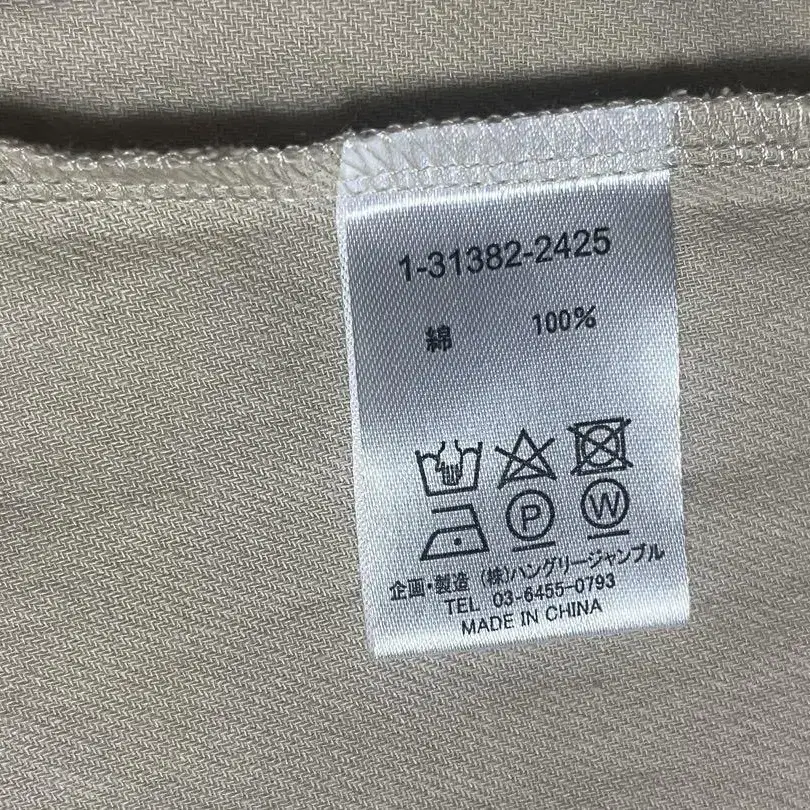 1-31382-2425
綿 100%
P W
企画・製造 (株)ハングリージャンブル
TEL 03-6455-0793
MADE IN CHINA